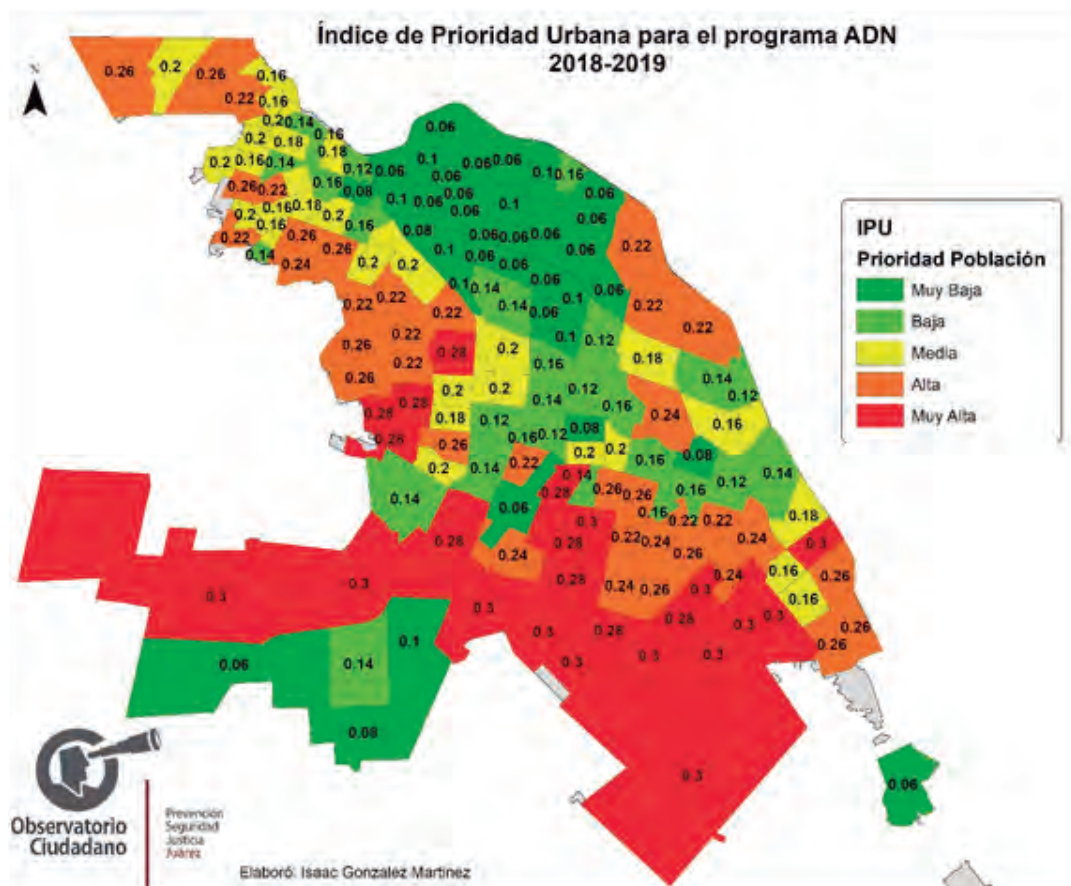 Índice de Prioridad Urbana para el programa ADN
2018-2019
N
0.26 0.2 0.26 0.16
0.22 0.16
0.2 0.14 0.16 0.06
0.2 0.18 0.18 0.1 0.06 0.06 0.1 0.16
0.2 0.16 0.14 0.12 0.06 0.06 0.06
0.26 0.22 0.16 0.08 0.1 0.06 0.06 0.1
0.2 0.16 0.18 0.2 0.16 0.06 0.06
0.22 0.16 0.26 0.26 0.08 0.06 0.06 0.06 0.06 0.22
0.14 0.24 0.2 0.2 0.1 0.06 0.06
0.1 0.14 0.06 0.06
0.22 0.22 0.22 0.14 0.06 0.1 0.22
0.26 0.22 0.1 0.12 0.22
0.22 0.28 0.2 0.16 0.18
0.26 0.2 0.2 0.12 0.14
0.28 0.28 0.14 0.16 0.24 0.12
0.18 0.12 0.16
0.28 0.26 0.16 0.12 0.08
0.2 0.14 0.22 0.2 0.2 0.16 0.08
0.14 0.14 0.28 0.26 0.26 0.16 0.12 0.14
0.06 0.3 0.16 0.22 0.22 0.18
0.28 0.24 0.28 0.22 0.24 0.26 0.24 0.3
0.28 0.24 0.26 0.3 0.24 0.16 0.26
0.3 0.3 0.3 0.16
0.3 0.28 0.28 0.3 0.3 0.26
0.1 0.3 0.3 0.3 0.26
0.06 0.14
0.08 0.3 0.06
IPU
Prioridad Población
Muy Baja
Baja
Media
Alta
Muy Alta
Observatorio
Ciudadano
Prevención
Seguridad
Justicia
Juárez
Elaboró: Isaac Gonzalez Martinez